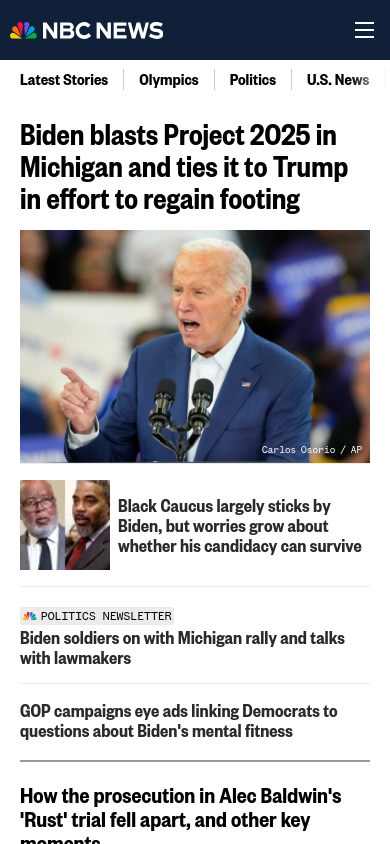 NBC NEWS
Latest Stories
Olympics
Politics
U.S. News
Biden blasts Project 2025 in
Michigan and ties it to Trump
in effort to regain footing
Carlos Osorio / AP
Black Caucus largely sticks by
Biden, but worries grow about
whether his candidacy can survive
POLITICS NEWSLETTER
Biden soldiers on with Michigan rally and talks
with lawmakers
GOP campaigns eye ads linking Democrats to
questions about Biden's mental fitness
How the prosecution in Alec Baldwin's
'Rust' trial fell apart, and other key
moments